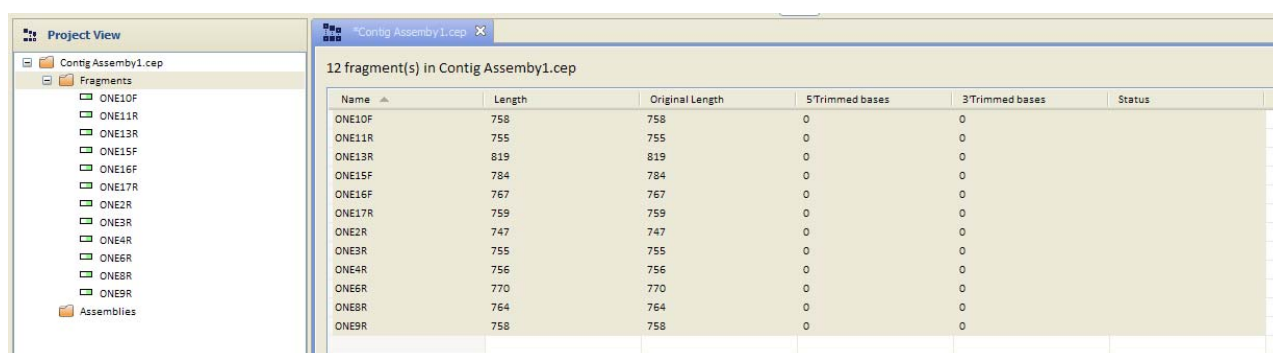 Project View
Contig Assemby1.cep
Fragments
ONE10F
ONE11R
ONE13R
ONE15F
ONE16F
ONE17R
ONE2R
ONE3R
ONE4R
ONE6R
ONE8R
ONE9R
Assemblies
*Contig Assemby1.cep
12 fragment(s) in Contig Assemby1.cep
Name Length Original Length 5'Trimmed bases 3'Trimmed bases Status
ONE10F 758 758 0 0
ONE11R 755 755 0 0
ONE13R 819 819 0 0
ONE15F 784 784 0 0
ONE16F 767 767 0 0
ONE17R 759 759 0 0
ONE2R 747 747 0 0
ONE3R 755 755 0 0
ONE4R 756 756 0 0
ONE6R 770 770 0 0
ONE8R 764 764 0 0
ONE9R 758 758 0 0